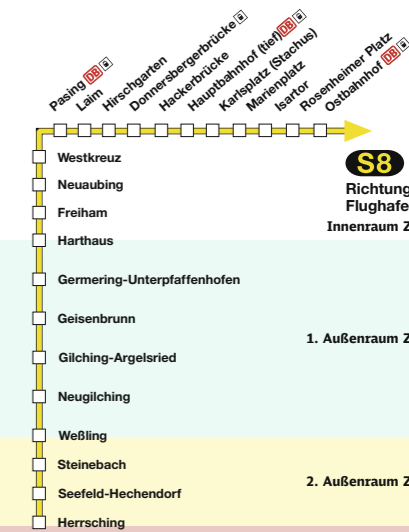 Pasing DB
Laim
Hirschgarten
Donnersbergerbrücke
Hackerbrücke
Hauptbahnhof (tief) DB
Karlsplatz (Stachus)
Marienplatz
Isartor
Rosenheimer Platz
Ostbahnhof DB
S8
Richtung
Flughafe
Innenraum Z
Westkreuz
Neuaubing
Freiham
Harthaus
Germering-Unterpfaffenhofen
Geisenbrunn
1. Außenraum Z
Gilching-Argelsried
Neugilching
Weßling
Steinebach
2. Außenraum Z
Seefeld-Hechendorf
Herrsching